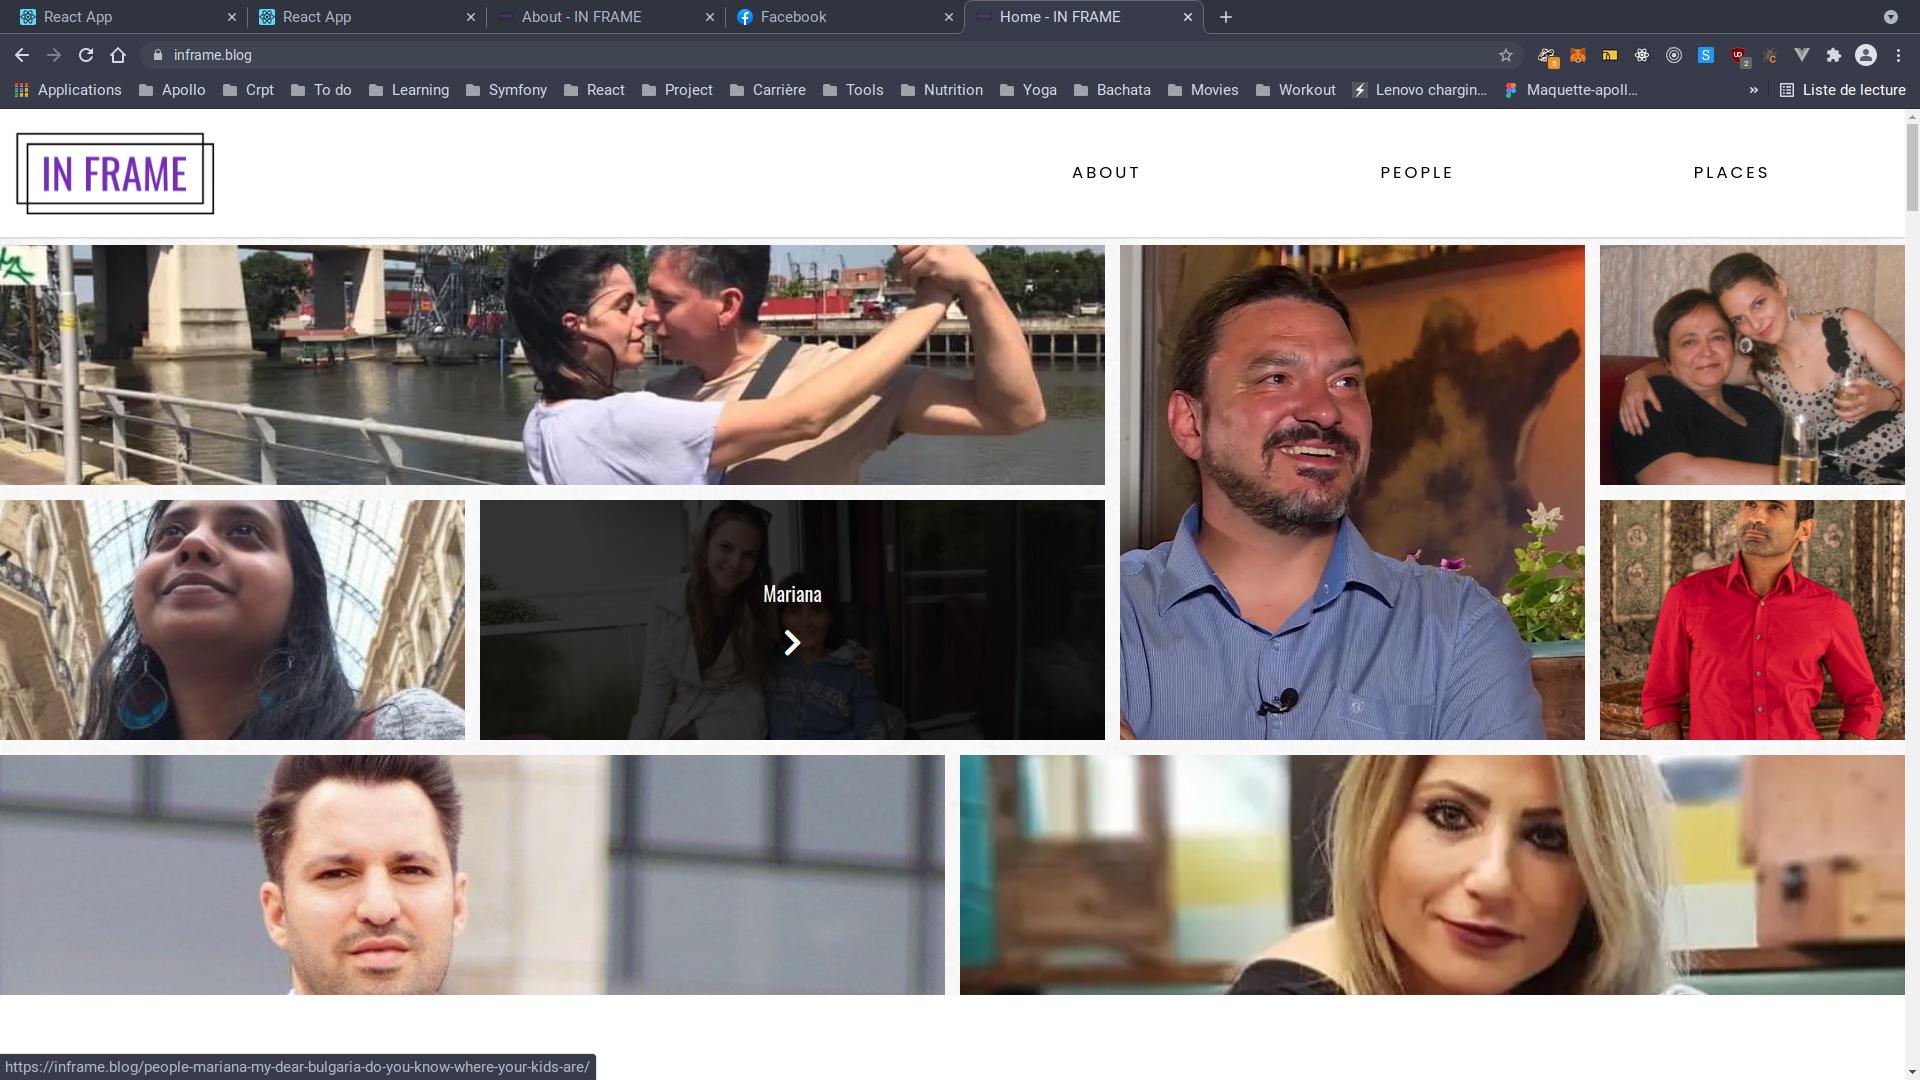 React App
React App
About - IN FRAME
Facebook
Home - IN FRAME
inframe.blog
5
S
UD
2
C
Applications
Apollo
Crpt
To do
Learning
Symfony
React
Project
Carrière
Tools
Nutrition
Yoga
Bachata
Movies
Workout
Lenovo chargin...
Maquette-apoll...
»
Liste de lecture
IN FRAME
ABOUT
PEOPLE
PLACES
Mariana
https://inframe.blog/people-mariana-my-dear-bulgaria-do-you-know-where-your-kids-are/